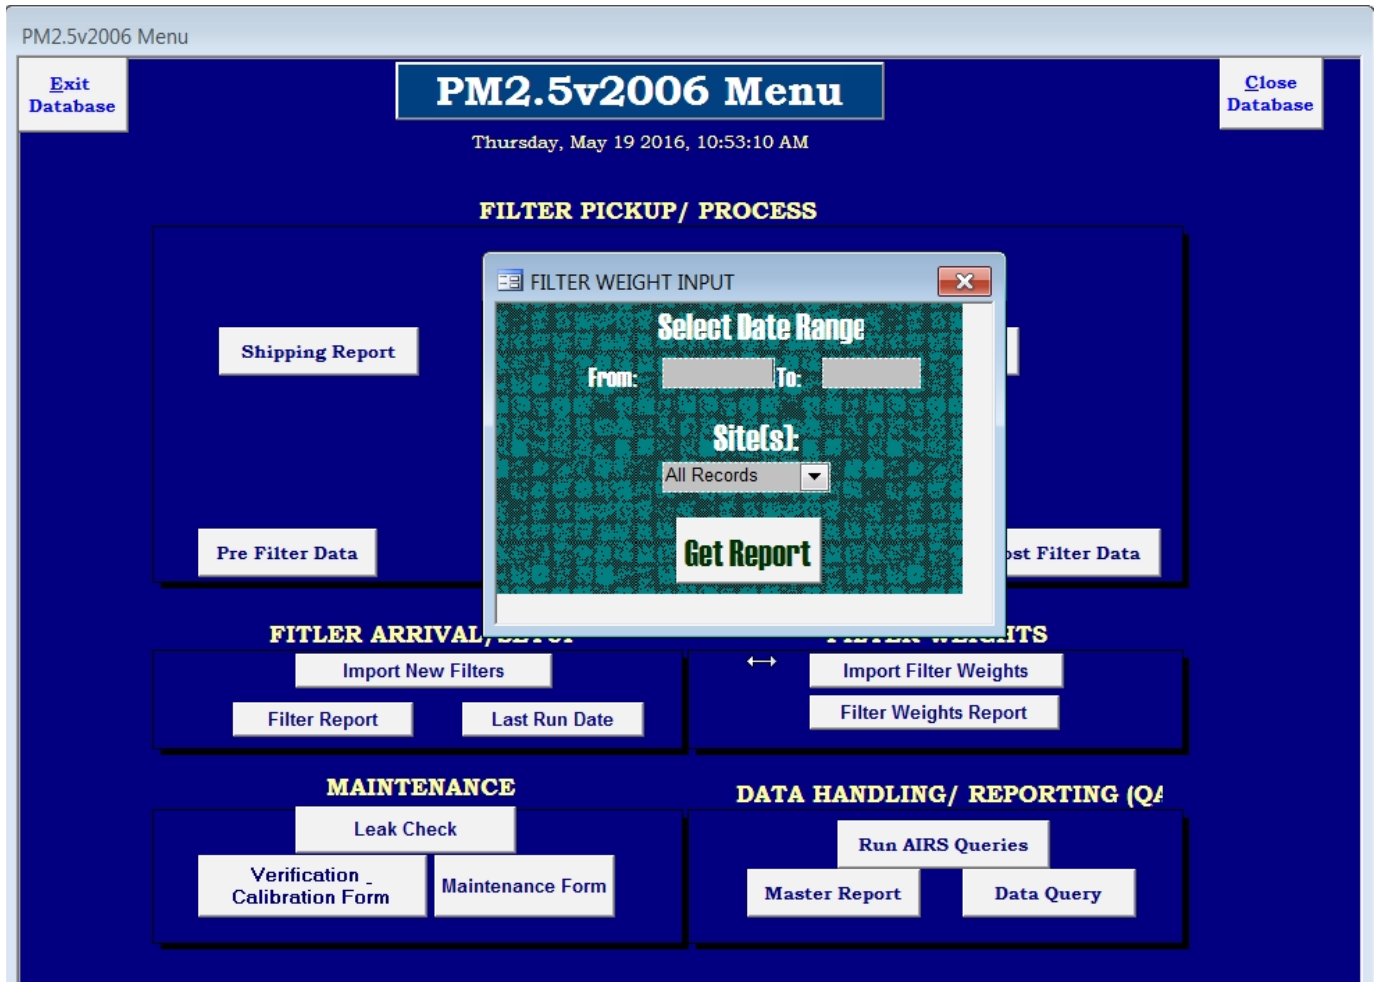 PM2.5v2006 Menu
Exit
Database
PM2.5v2006 Menu
Close
Database
Thursday, May 19 2016, 10:53:10 AM
FILTER PICKUP/ PROCESS
FILTER WEIGHT INPUT
Select Date Range
From:
To:
Site(s):
All Records
Get Report
Shipping Report
Pre Filter Data
Filter Data
FITLER ARRIVAL/
WEIGHTS
Import New Filters
Import Filter Weights
Filter Report
Last Run Date
Filter Weights Report
MAINTENANCE
DATA HANDLING/ REPORTING (QA
Leak Check
Run AIRS Queries
Verification _
Calibration Form
Maintenance Form
Master Report
Data Query